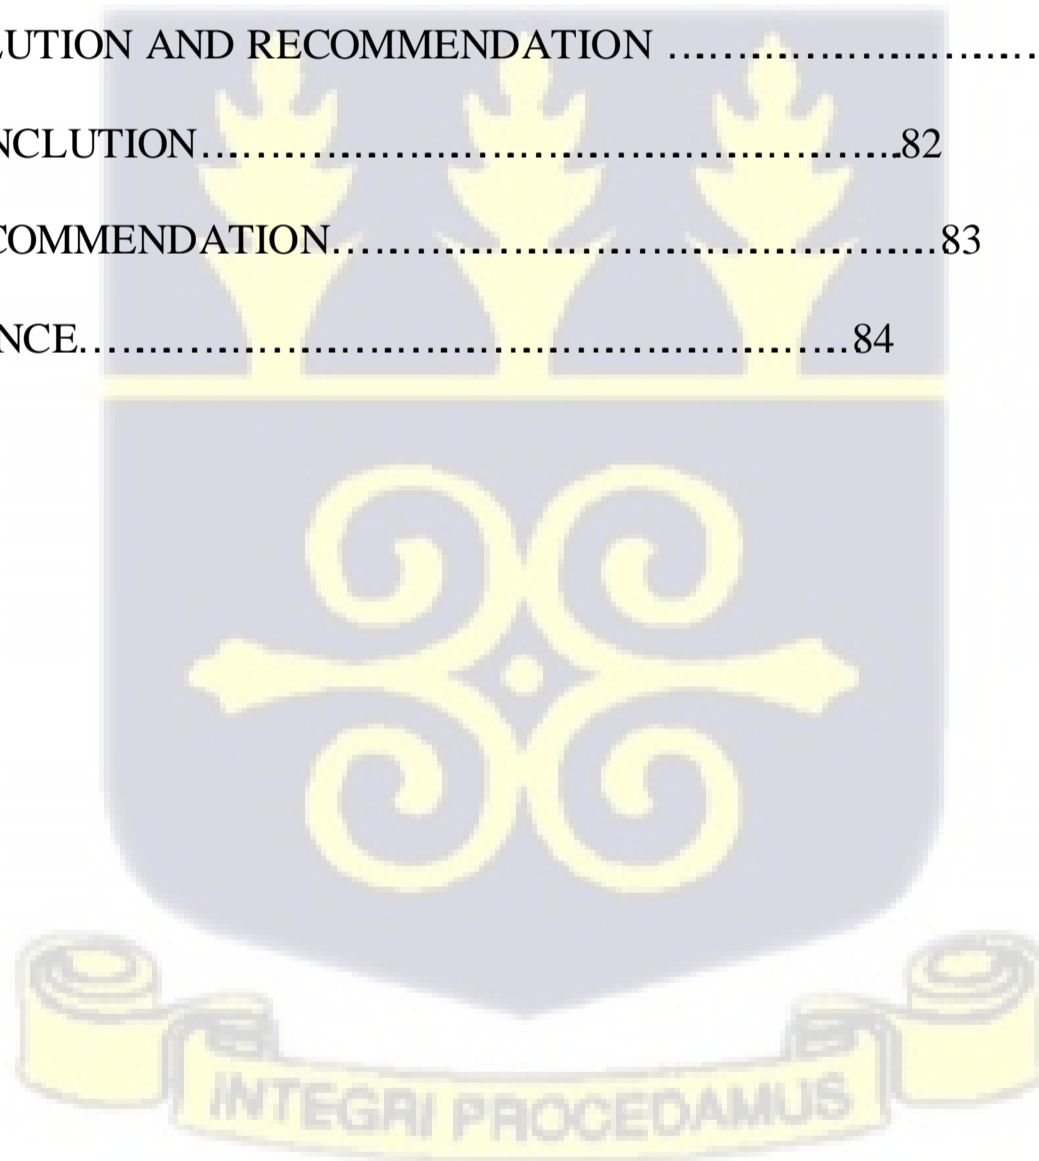 LUTION AND RECOMMENDATION ……………………………
NCLUTION……………………………………………….82
COMMENDATION…………………………………………83
NCE……………………………………………………84
INTEGRI PROCEDAMUS